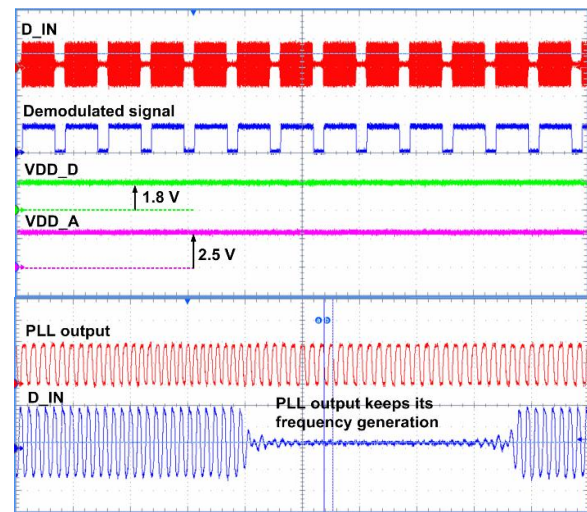 D_IN
Demodulated signal
VDD_D
1.8 V
VDD_A
2.5 V
PLL output
a b
D_IN
PLL output keeps its
frequency generation